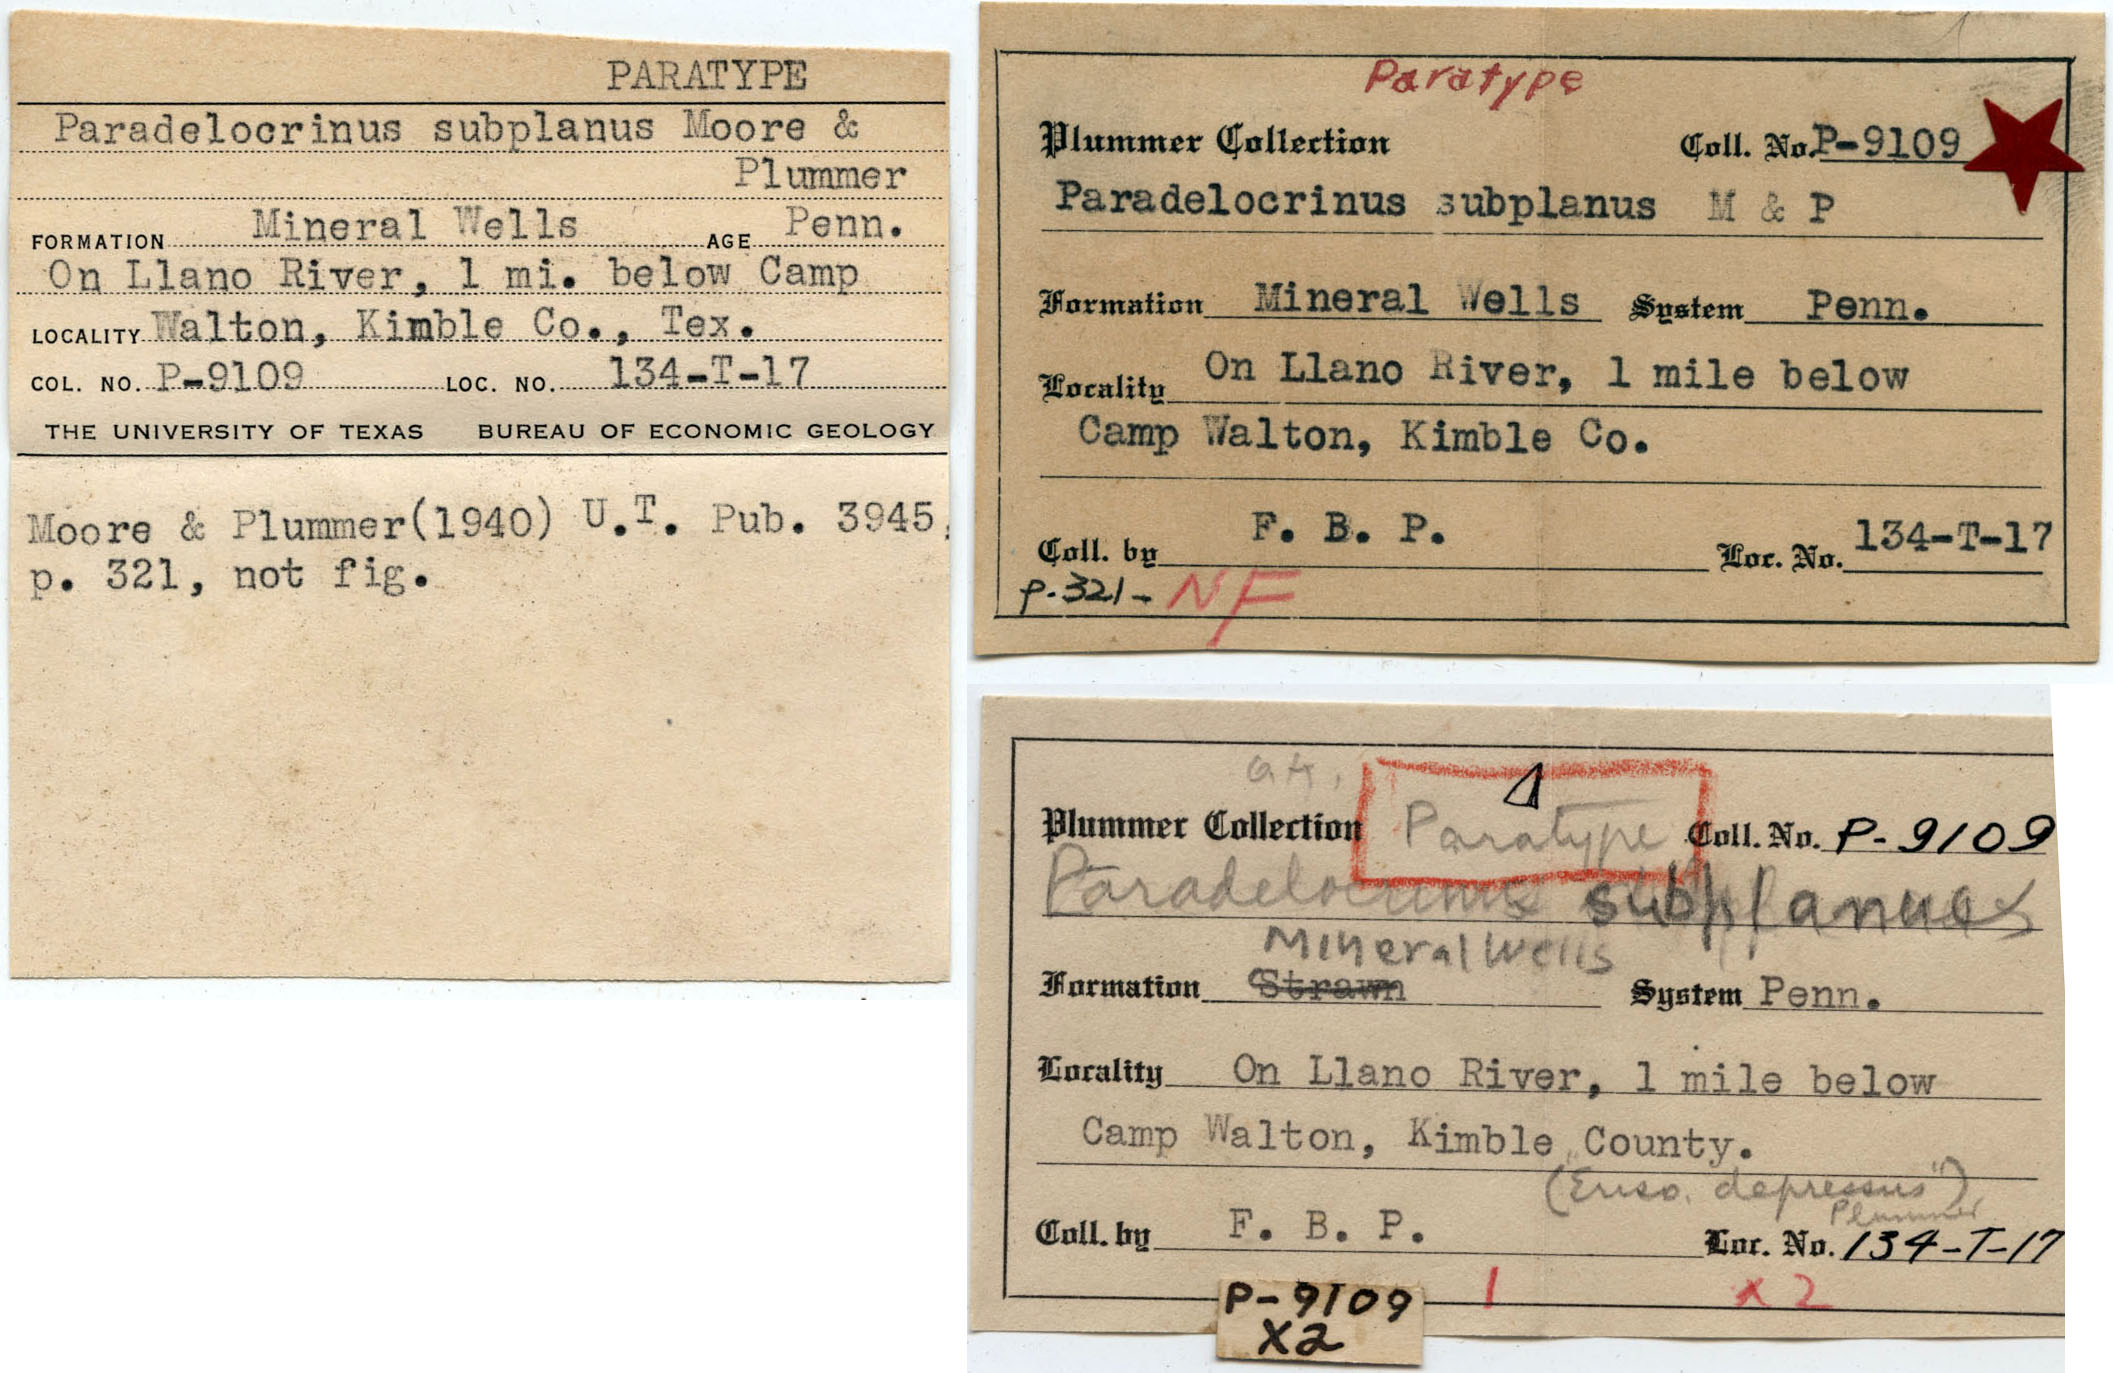 PARATYPE
Paradelocrinus subplanus Moore &
Plummer
FORMATION Mineral Wells AGE Penn.
On Llano River, 1 mi. below Camp
LOCALITY Walton, Kimble Co., Tex.
COL. NO. P-9109 LOC. NO. 134-T-17
THE UNIVERSITY OF TEXAS BUREAU OF ECONOMIC GEOLOGY
Moore & Plummer(1940) U.T. Pub. 3945,
p. 321, not fig.
Paratype
Plummer Collection Coll. No. P-9109
Paradelocrinus subplanus M & P
Formation Mineral Wells System Penn.
Locality On Llano River, 1 mile below
Camp Walton, Kimble Co.
Coll. by F. B. P. Loc. No. 134-T-17
p.321- NF
Plummer Collection Paratype Coll. No. P-9109
Paradelocrinus subplanus
Mineral Wells
Formation Strawn System Penn.
Locality On Llano River, 1 mile below
Camp Walton, Kimble County.
("Eriso. depressus")
Plummer
Coll. by F. B. P. Loc. No. 134-T-17
1 x2
P-9109
X2